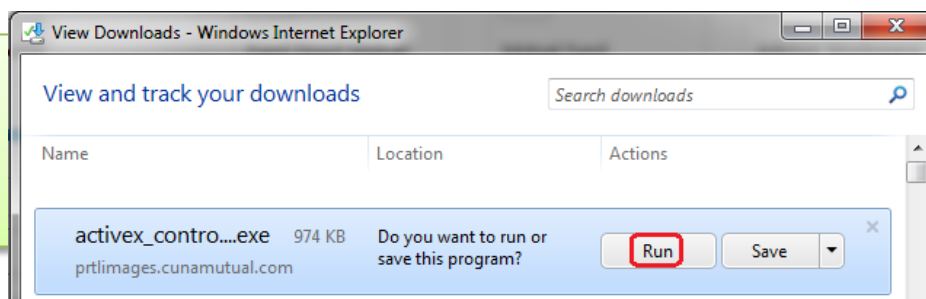 View Downloads - Windows Internet Explorer
View and track your downloads
Search downloads
Name Location Actions
activex_contro....exe 974 KB
prtlimages.cunamutual.com
Do you want to run or
save this program?
Run Save